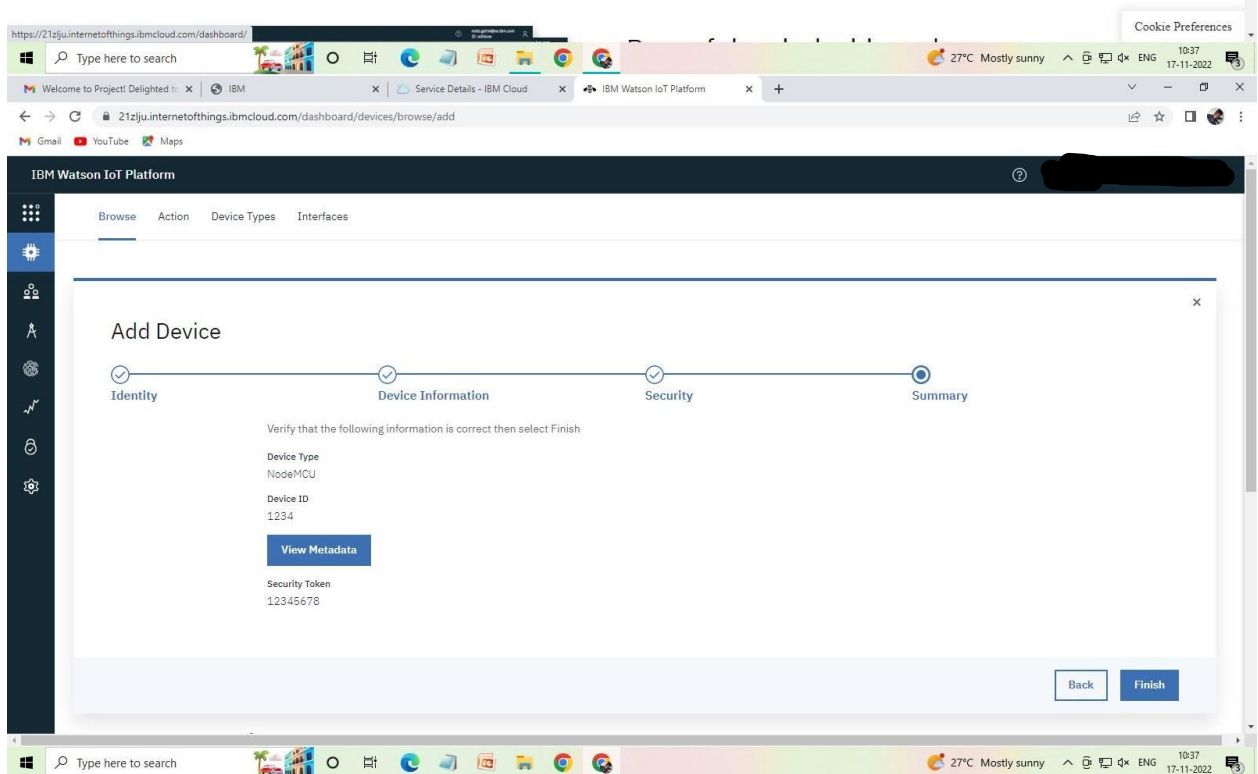 https://21zlju.internetofthings.ibmcloud.com/dashboard/
Cookie Preferences
Type here to search
27°C Mostly sunny
ENG
10:37
17-11-2022
3
Welcome to Project! Delighted to
IBM
Service Details - IBM Cloud
IBM Watson IoT Platform
21zlju.internetofthings.ibmcloud.com/dashboard/devices/browse/add
Gmail YouTube Maps
IBM Watson IoT Platform
Browse Action Device Types Interfaces
Add Device
Identity Device Information Security Summary
Verify that the following information is correct then select Finish
Device Type
NodeMCU
Device ID
1234
View Metadata
Security Token
12345678
Back Finish
Type here to search
27°C Mostly sunny
ENG
10:37
17-11-2022
3